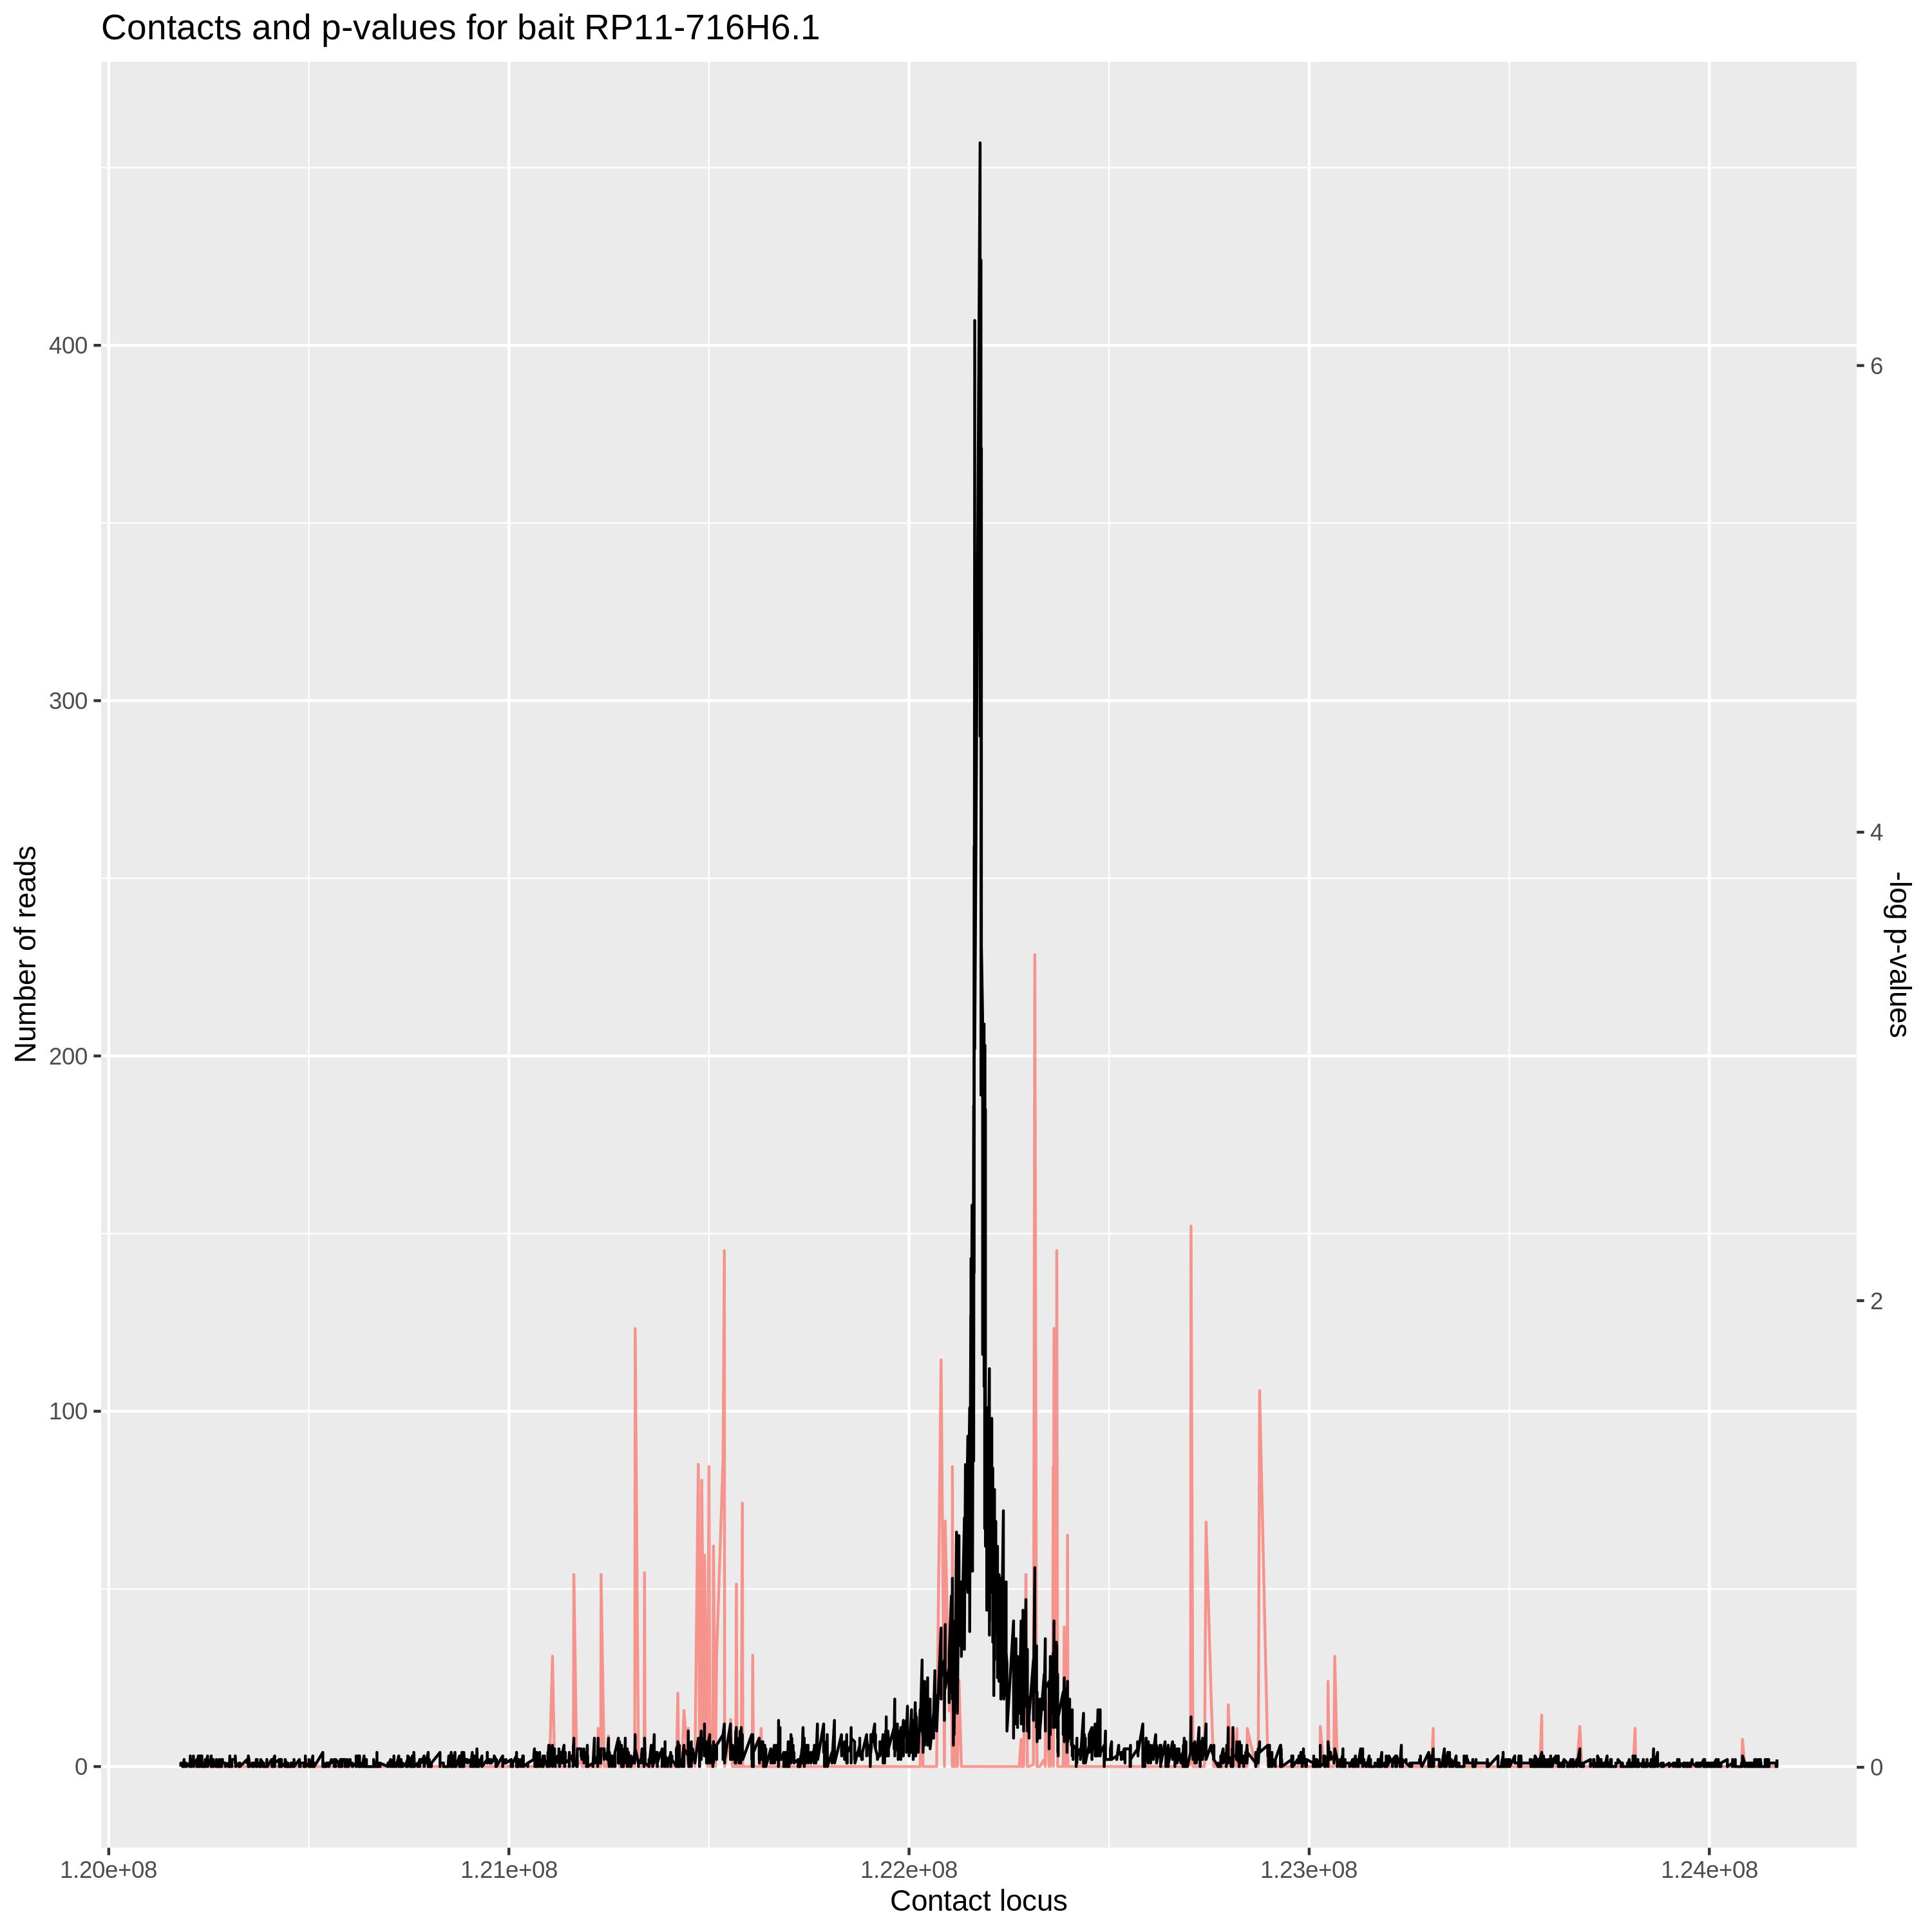 Contacts and p-values for bait RP11-716H6.1
400
300
200
100
0
Number of reads
6
4
2
0
-log p-values
1.20e+08
1.21e+08
1.22e+08
1.23e+08
1.24e+08
Contact locus